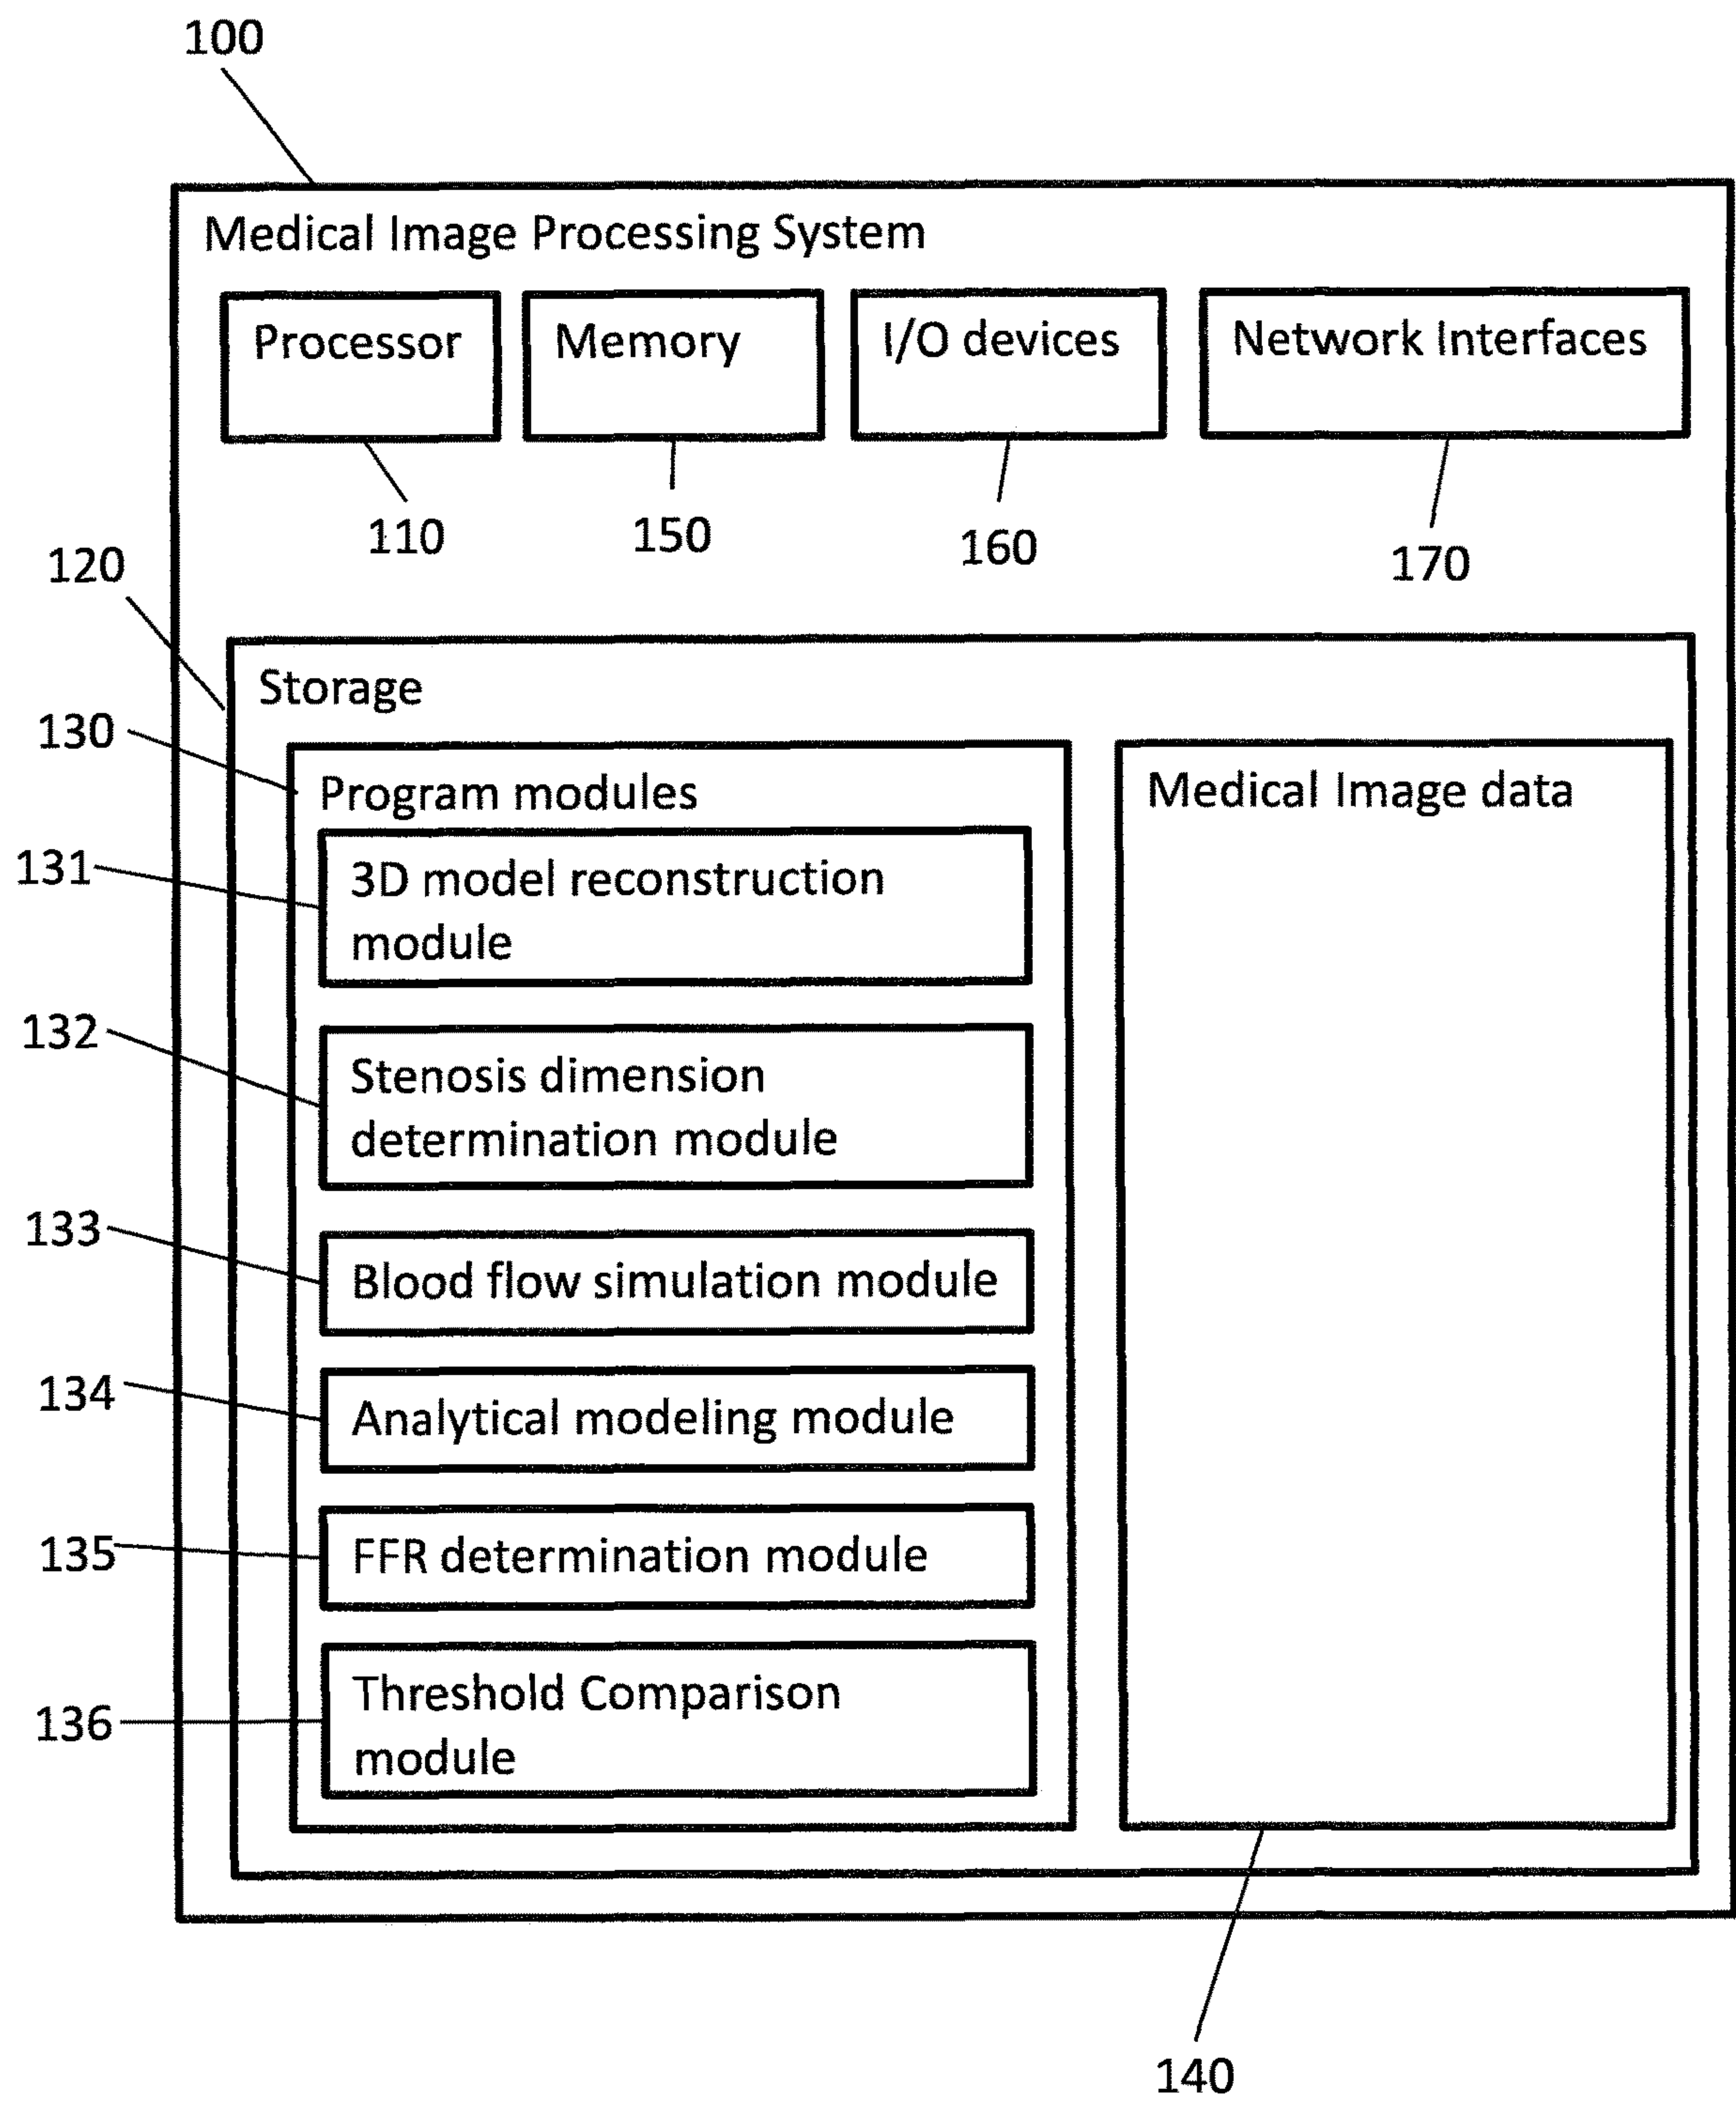 100
Medical Image Processing System
Processor
Memory
I/O devices
Network Interfaces
110
150
160
170
120
Storage
130
Program modules
Medical Image data
131
3D model reconstruction
module
132
Stenosis dimension
determination module
133
Blood flow simulation module
134
Analytical modeling module
135
FFR determination module
136
Threshold Comparison
module
140